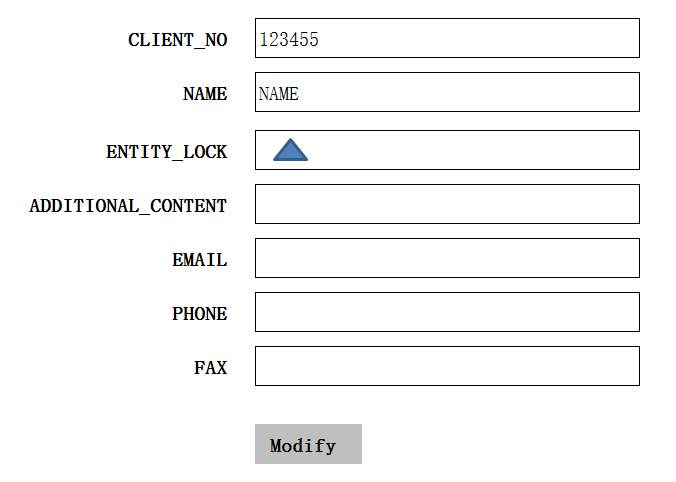 CLIENT_NO 123455
NAME NAME
ENTITY_LOCK
ADDITIONAL_CONTENT
EMAIL
PHONE
FAX
Modify